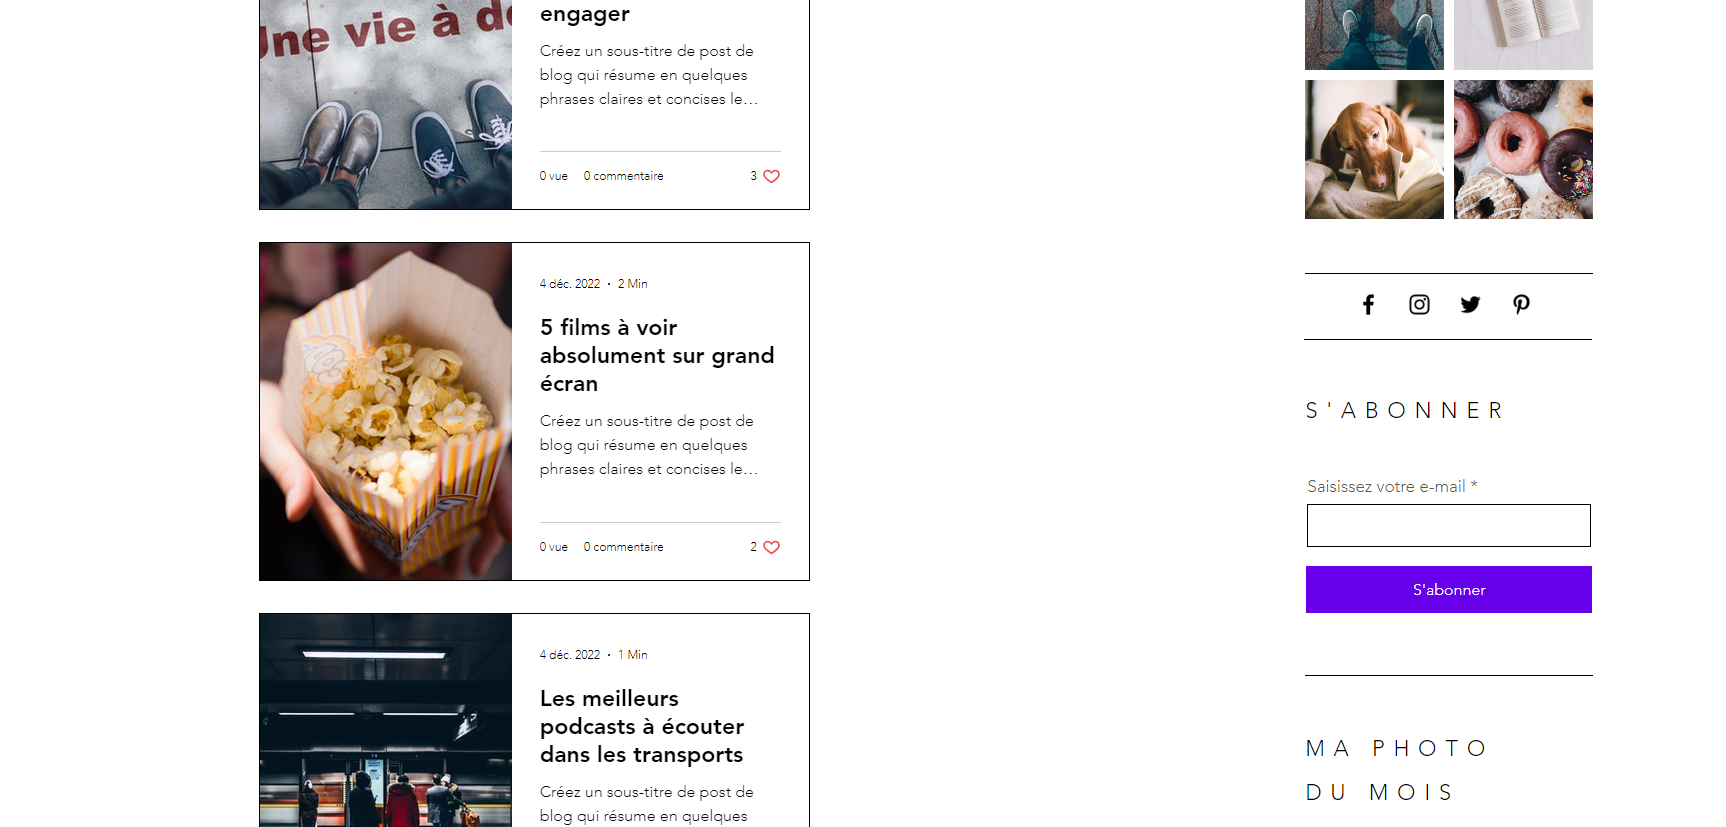 une vie à de
engager
Créez un sous-titre de post de
blog qui résume en quelques
phrases claires et concises le…
0 vue 0 commentaire 3
4 déc. 2022 · 2 Min
5 films à voir
absolument sur grand
écran
Créez un sous-titre de post de
blog qui résume en quelques
phrases claires et concises le…
0 vue 0 commentaire 2
4 déc. 2022 · 1 Min
Les meilleurs
podcasts à écouter
dans les transports
Créez un sous-titre de post de
blog qui résume en quelques
S'ABONNER
Saisissez votre e-mail *
S'abonner
MA PHOTO
DU MOIS